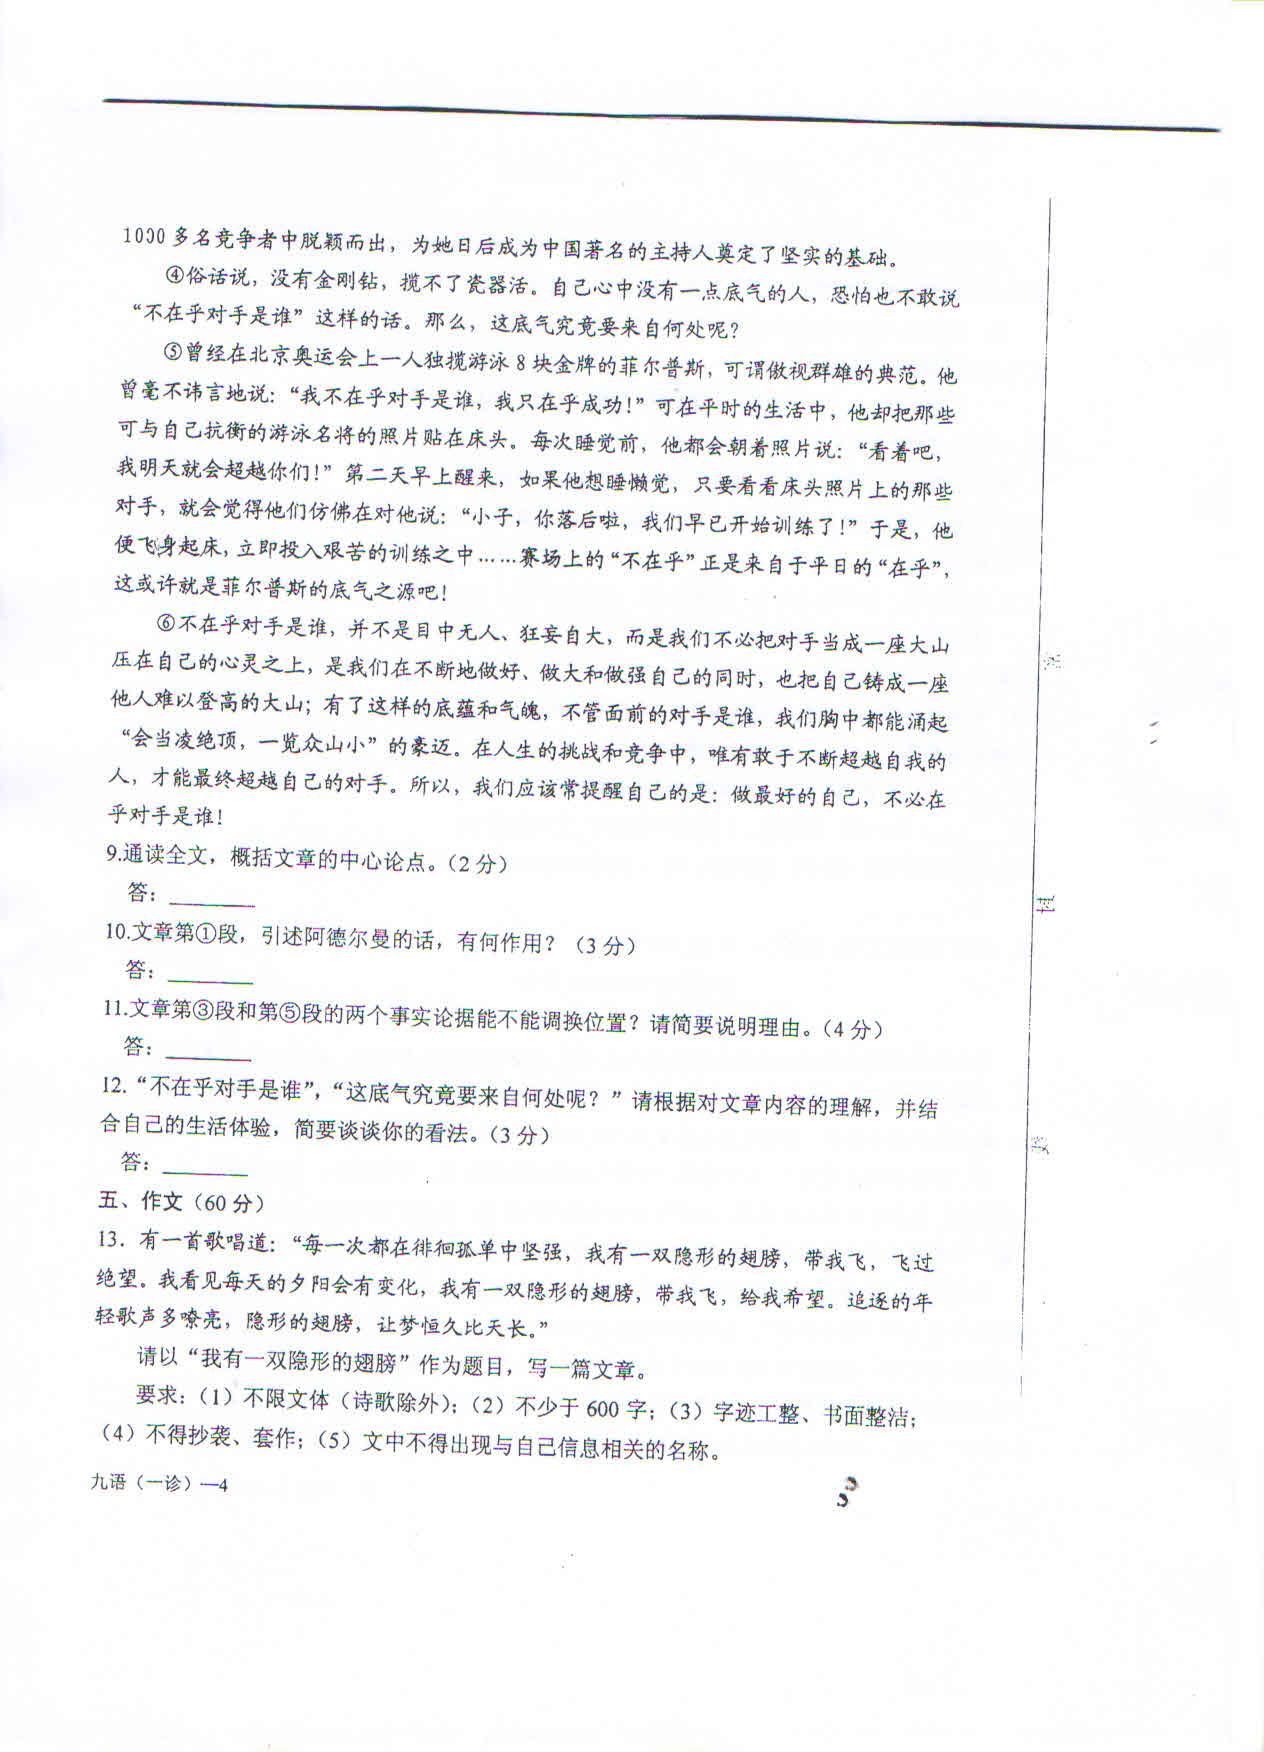 1000多名竞争者中脱颖而出，为她日后成为中国著名的主持人奠定了坚实的基础。
④俗话说，没有金刚钻，揽不了瓷器活。自己心中没有一点底气的人，恐怕也不敢说
“不在乎对手是谁”这样的话。那么，这底气究竟要来自何处呢？
⑤曾经在北京奥运会上一人独揽游泳8块金牌的菲尔普斯，可谓傲视群雄的典范。他
曾毫不讳言地说：“我不在乎对手是谁，我只在乎成功！”可在平时的生活中，他却把那些
可与自己抗衡的游泳名将的照片贴在床头。每次睡觉前，他都会朝着照片说：“看着吧，
我明天就会超越你们！”第二天早上醒来，如果他想睡懒觉，只要看看床头照片上的那些
对手，就会觉得他们仿佛在对他说：“小子，你落后啦，我们早已开始训练了！”于是，他
便飞身起床，立即投入艰苦的训练之中……赛场上的“不在乎”正是来自于平日的“在乎”，
这或许就是菲尔普斯的底气之源吧！
⑥不在乎对手是谁，并不是目中无人、狂妄自大，而是我们不必把对手当成一座大山
压在自己的心灵之上，是我们在不断地做好、做大和做强自己的同时，也把自己铸成一座
他人难以登高的大山；有了这样的底蕴和气魄，不管面前的对手是谁，我们胸中都能涌起
“会当凌绝顶，一览众山小”的豪迈。在人生的挑战和竞争中，唯有敢于不断超越自我的
人，才能最终超越自己的对手。所以，我们应该常提醒自己的是：做最好的自己，不必在
乎对手是谁！
9.通读全文，概括文章的中心论点。（2分）
答：________
10.文章第①段，引述阿德尔曼的话，有何作用？（3分）
答：________
11.文章第③段和第⑤段的两个事实论据能不能调换位置？请简要说明理由。（4分）
答：________
12.“不在乎对手是谁”，“这底气究竟要来自何处呢？”请根据对文章内容的理解，并结
合自己的生活体验，简要谈谈你的看法。（3分）
答：________
五、作文（60分）
13．有一首歌唱道：“每一次都在徘徊孤单中坚强，我有一双隐形的翅膀，带我飞，飞过
绝望。我看见每天的夕阳会有变化，我有一双隐形的翅膀，带我飞，给我希望。追逐的年
轻歌声多嘹亮，隐形的翅膀，让梦恒久比天长。”
请以“我有一双隐形的翅膀”作为题目，写一篇文章。
要求：（1）不限文体（诗歌除外）；（2）不少于600字；（3）字迹工整、书面整洁；
（4）不得抄袭、套作；（5）文中不得出现与自己信息相关的名称。
九语（一诊）—4